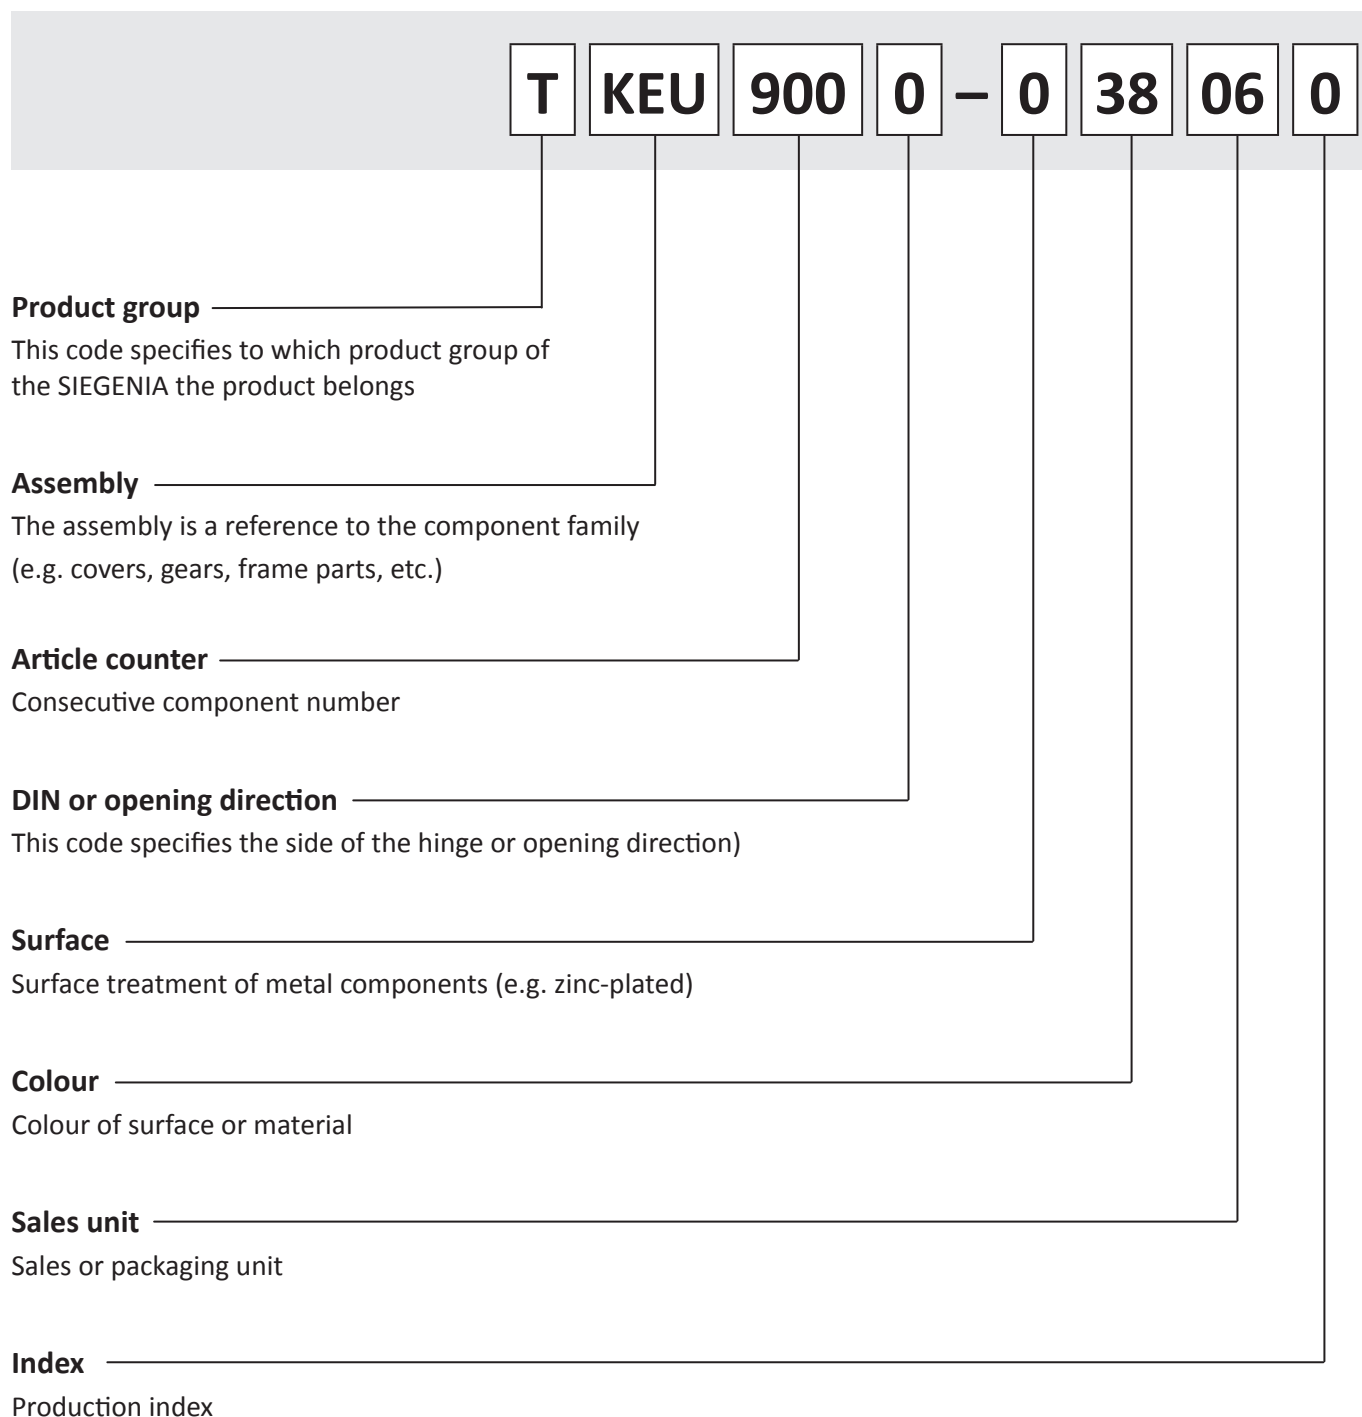 T KEU 900 0 – 0 38 06 0
Product group
This code specifies to which product group of
the SIEGENIA the product belongs
Assembly
The assembly is a reference to the component family
(e.g. covers, gears, frame parts, etc.)
Article counter
Consecutive component number
DIN or opening direction
This code specifies the side of the hinge or opening direction)
Surface
Surface treatment of metal components (e.g. zinc-plated)
Colour
Colour of surface or material
Sales unit
Sales or packaging unit
Index
Production index